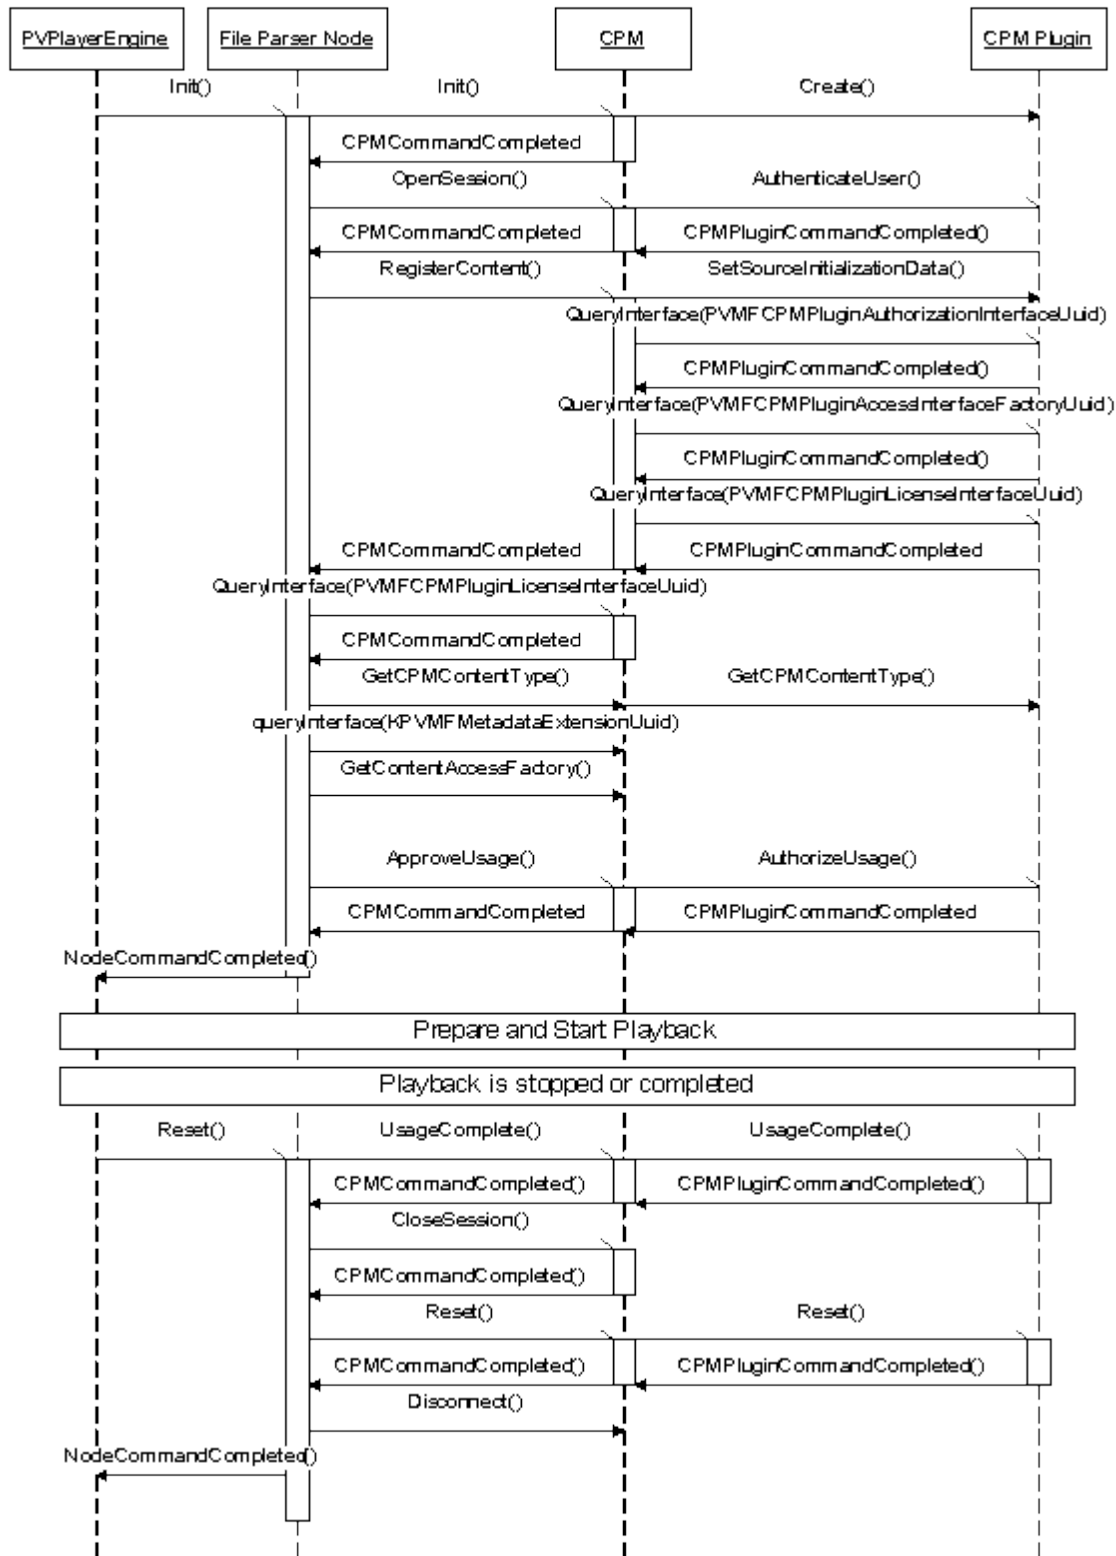 PVPlayerEngine File Parser Node CPM CPM Plugin
Init() Init() Create()
CPMCommandCompleted
OpenSession() AuthenticateUser()
CPMCommandCompleted CPMPluginCommandCompleted()
RegisterContent() SetSourceInitializationData()
QueryInterface(PVMFCPMPluginAuthorizationInterfaceUuid)
CPMPluginCommandCompleted()
QueryInterface(PVMFCPMPluginAccessInterfaceFactoryUuid)
CPMPluginCommandCompleted()
QueryInterface(PVMFCPMPluginLicenseInterfaceUuid)
CPMCommandCompleted CPMPluginCommandCompleted
QueryInterface(PVMFCPMPluginLicenseInterfaceUuid)
CPMCommandCompleted
GetCPMContentType() GetCPMContentType()
queryInterface(KPVMFMetadataExtensionUuid)
GetContentAccessFactory()
ApproveUsage() AuthorizeUsage()
CPMCommandCompleted CPMPluginCommandCompleted
NodeCommandCompleted()
Prepare and Start Playback
Playback is stopped or completed
Reset() UsageComplete() UsageComplete()
CPMCommandCompleted() CPMPluginCommandCompleted()
CloseSession()
CPMCommandCompleted()
Reset() Reset()
CPMCommandCompleted() CPMPluginCommandCompleted()
Disconnect()
NodeCommandCompleted()